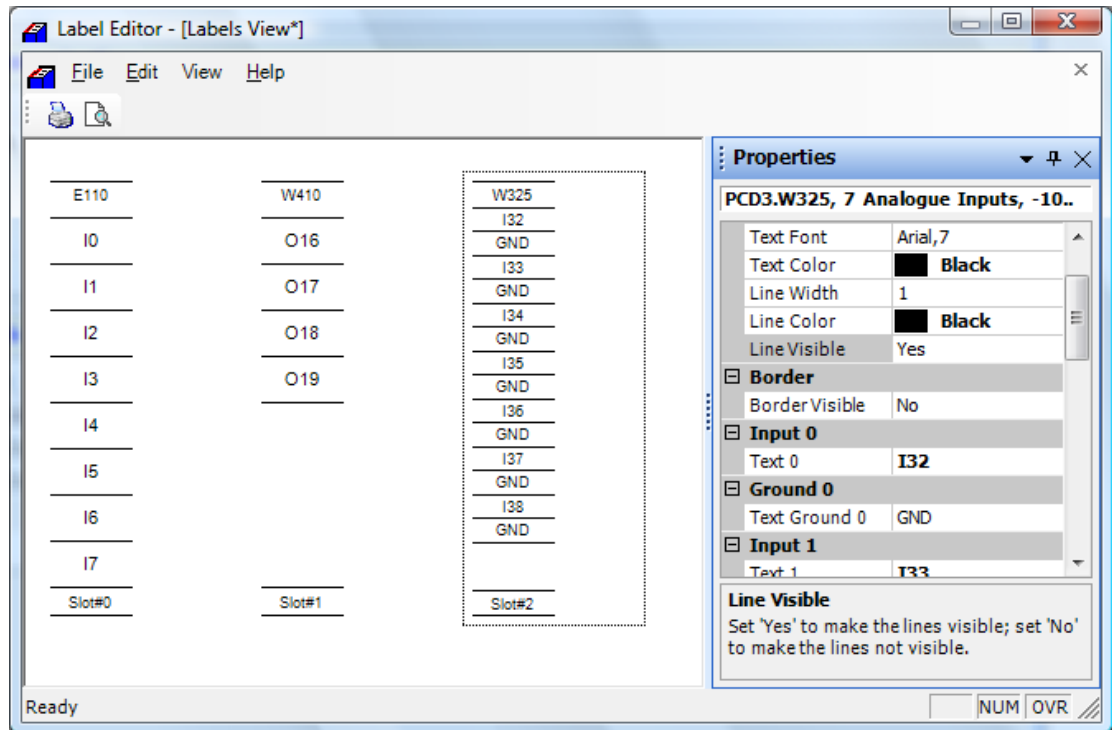 Label Editor - [Labels View*]
File Edit View Help
E110
I0
I1
I2
I3
I4
I5
I6
I7
Slot#0
W410
O16
O17
O18
O19
Slot#1
W325
I32
GND
I33
GND
I34
GND
I35
GND
I36
GND
I37
GND
I38
GND
Slot#2
Properties
PCD3.W325, 7 Analogue Inputs, -10..
Text Font Arial,7
Text Color Black
Line Width 1
Line Color Black
Line Visible Yes
Border
Border Visible No
Input 0
Text 0 I32
Ground 0
Text Ground 0 GND
Input 1
Text 1 I33
Line Visible
Set 'Yes' to make the lines visible; set 'No'
to make the lines not visible.
Ready NUM OVR